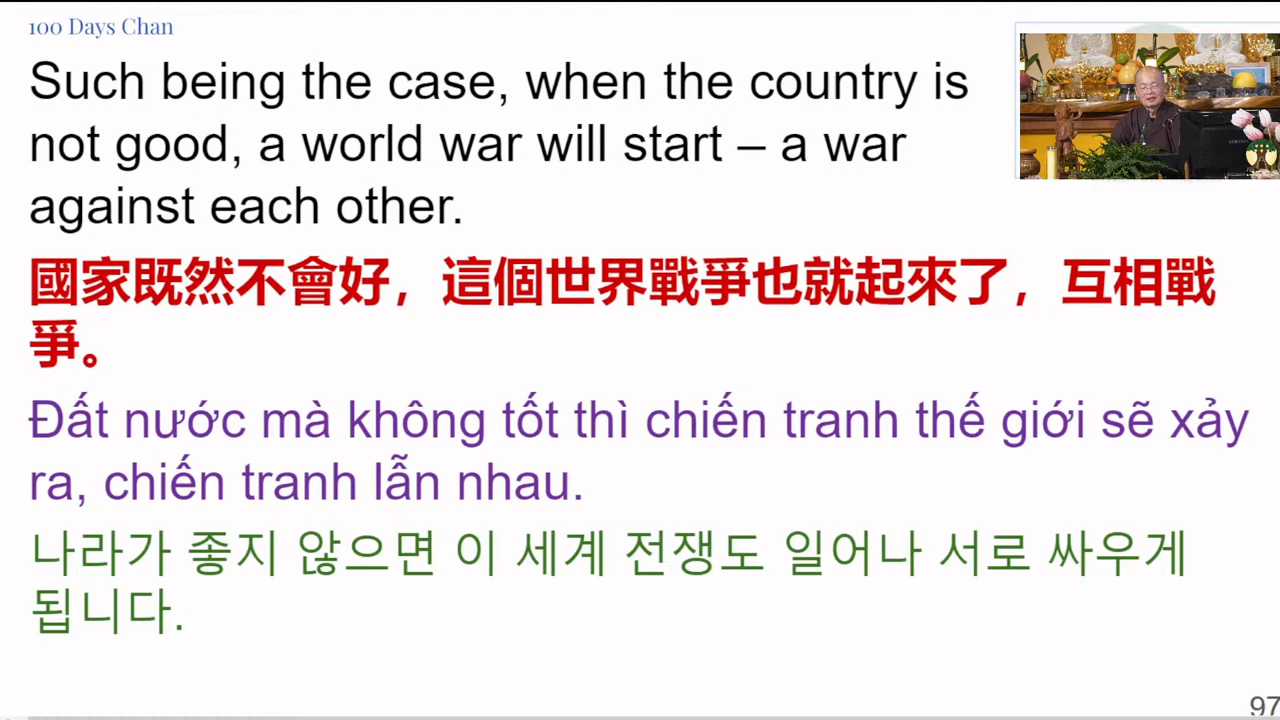 100 Days Chan
Such being the case, when the country is
not good, a world war will start – a war
against each other.
國家既然不會好，這個世界戰爭也就起來了，互相戰
爭。
Đất nước mà không tốt thì chiến tranh thế giới sẽ xảy
ra, chiến tranh lẫn nhau.
나라가 좋지 않으면 이 세계 전쟁도 일어나 서로 싸우게
됩니다.
97